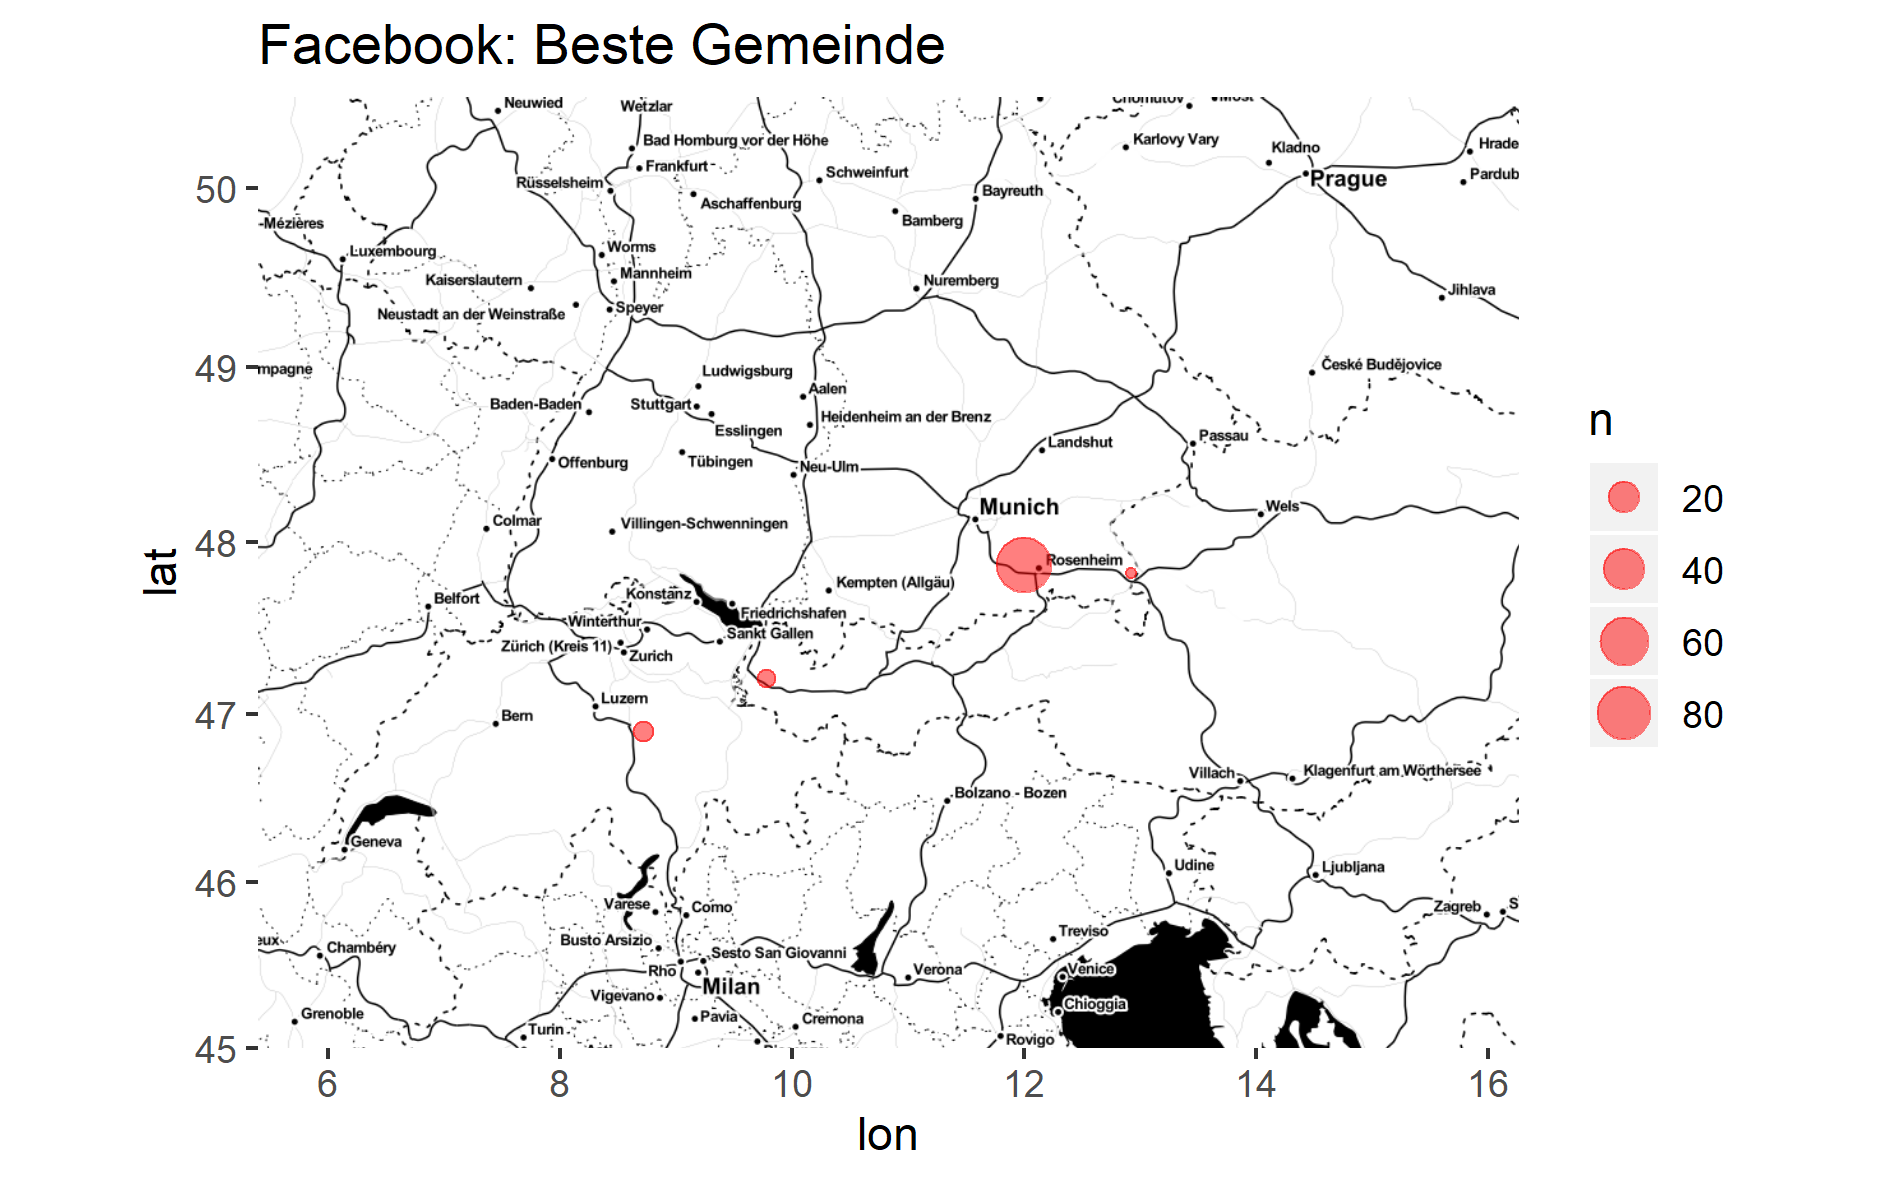 Facebook: Beste Gemeinde
Neuwied
Wetzlar
Chomutov
Most
Bad Homburg vor der Höhe
Karlovy Vary
Kladno
Hrade
Frankfurt
Schweinfurt
Prague
Pardub
Rüsselsheim
Bayreuth
Aschaffenburg
Bamberg
-Mézières
Luxembourg
Worms
Mannheim
Kaiserslautern
Nuremberg
Jihlava
Neustadt an der Weinstraße
Speyer
mpagne
Ludwigsburg
České Budějovice
Aalen
Baden-Baden
Stuttgart
Heidenheim an der Brenz
Esslingen
Landshut
Passau
Offenburg
Tübingen
Neu-Ulm
Munich
Wels
Colmar
Villingen-Schwenningen
Rosenheim
Kempten (Allgäu)
Konstanz
Belfort
Friedrichshafen
Winterthur
Sankt Gallen
Zürich (Kreis 11)
Zurich
Luzern
Bern
Villach
Klagenfurt am Wörthersee
Bolzano - Bozen
Geneva
Udine
Ljubljana
Varese
Como
Zagreb
S
eux
Chambéry
Busto Arsizio
Sesto San Giovanni
Treviso
Rho
Verona
Venice
Milan
Vigevano
Chioggia
Grenoble
Pavia
Cremona
Turin
Rovigo
50
49
48
47
46
45
lat
6 8 10 12 14 16
lon
n
20
40
60
80